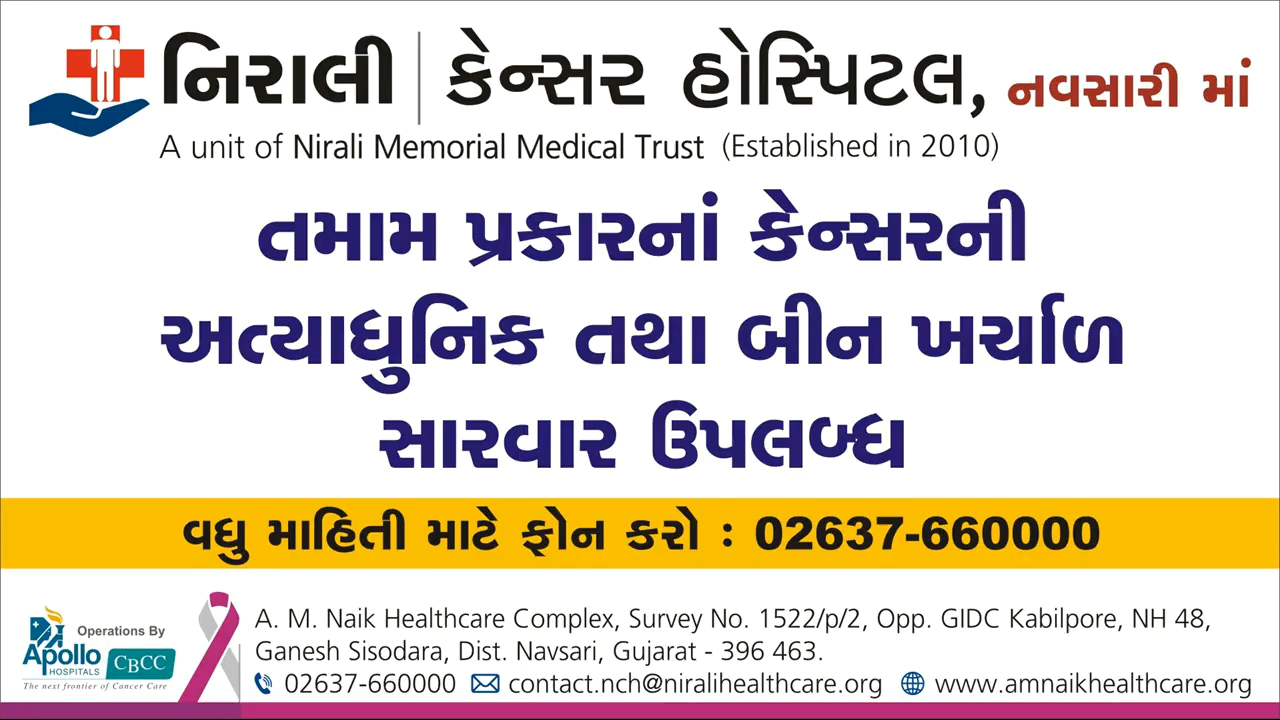 નિરાલી | કેન્સર હોસ્પિટલ, નવસારી માં
A unit of Nirali Memorial Medical Trust (Established in 2010)
તમામ પ્રકારનાં કેન્સરની
અત્યાધુનિક તથા બીન ખર્ચાળ
સારવાર ઉપલબ્ધ
વધુ માહિતી માટે ફોન કરો : 02637-660000
Operations By
Apollo
HOSPITALS
CBCC
The next frontier of Cancer Care
A. M. Naik Healthcare Complex, Survey No. 1522/p/2, Opp. GIDC Kabilpore, NH 48,
Ganesh Sisodara, Dist. Navsari, Gujarat - 396 463.
02637-660000 contact.nch@niralihealthcare.org www.amnaikhealthcare.org